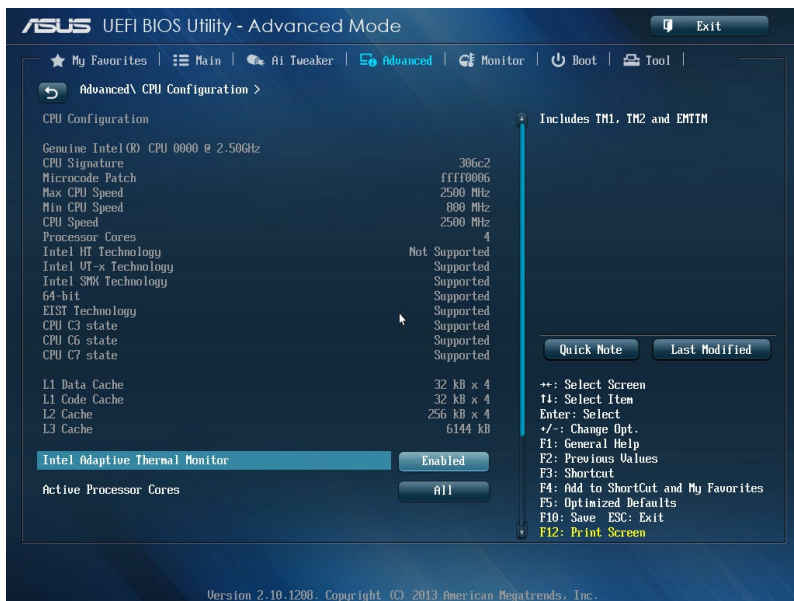 ASUS UEFI BIOS Utility - Advanced Mode
Exit
My Favorites | Main | Ai Tweaker | Advanced | Monitor | Boot | Tool |
Advanced\ CPU Configuration >
CPU Configuration
Genuine Intel(R) CPU 0000 @ 2.50GHz
CPU Signature 306c2
Microcode Patch ffff0006
Max CPU Speed 2500 MHz
Min CPU Speed 800 MHz
CPU Speed 2500 MHz
Processor Cores 4
Intel HT Technology Not Supported
Intel VT-x Technology Supported
Intel SMX Technology Supported
64-bit Supported
EIST Technology Supported
CPU C3 state Supported
CPU C6 state Supported
CPU C7 state Supported
L1 Data Cache 32 kB x 4
L1 Code Cache 32 kB x 4
L2 Cache 256 kB x 4
L3 Cache 6144 kB
Intel Adaptive Thermal Monitor Enabled
Active Processor Cores All
Includes TM1, TM2 and EMTTM
Quick Note Last Modified
→←: Select Screen
↑↓: Select Item
Enter: Select
+/-: Change Opt.
F1: General Help
F2: Previous Values
F3: Shortcut
F4: Add to ShortCut and My Favorites
F5: Optimized Defaults
F10: Save ESC: Exit
F12: Print Screen
Version 2.10.1208. Copyright (C) 2013 American Megatrends, Inc.